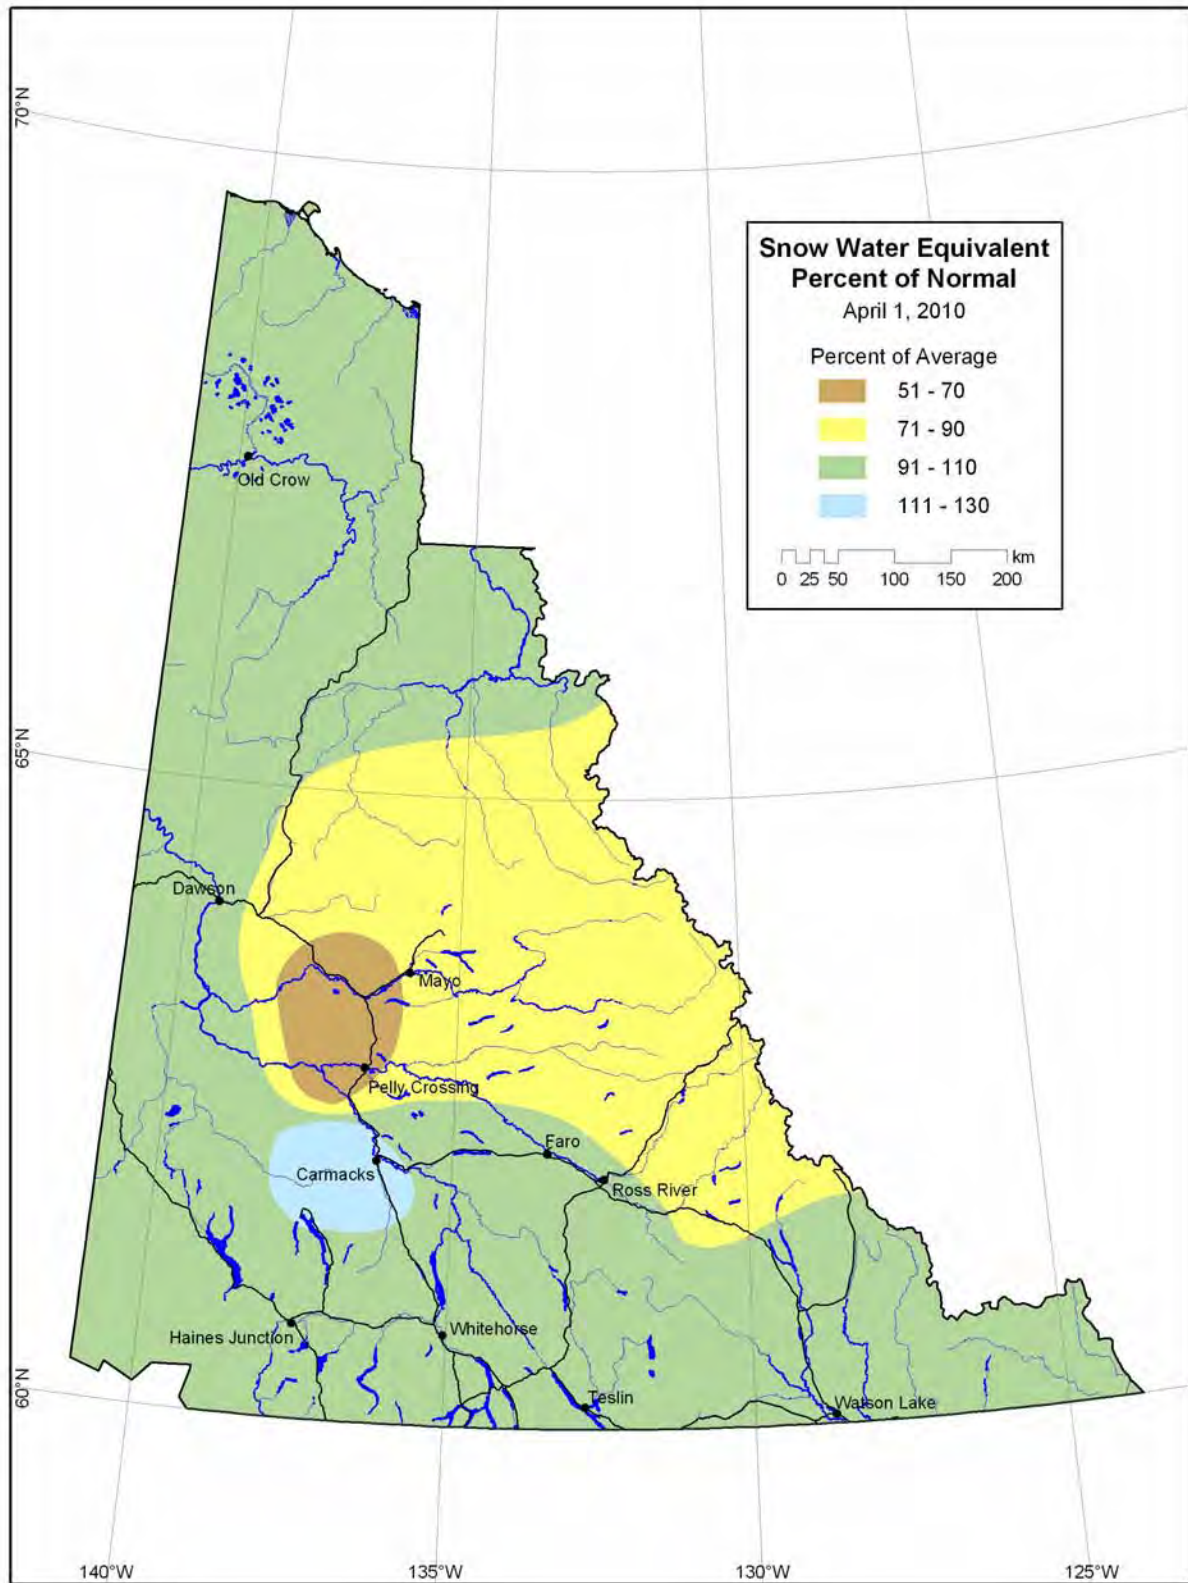 70°N
Snow Water Equivalent
Percent of Normal
April 1, 2010
Percent of Average
51 - 70
71 - 90
91 - 110
111 - 130
km
0 25 50 100 150 200
Old Crow
65°N
Dawson
Mayo
Pelly Crossing
Faro
Carmacks
Ross River
Whitehorse
Haines Junction
60°N
Teslin
Watson Lake
140°W 135°W 130°W 125°W